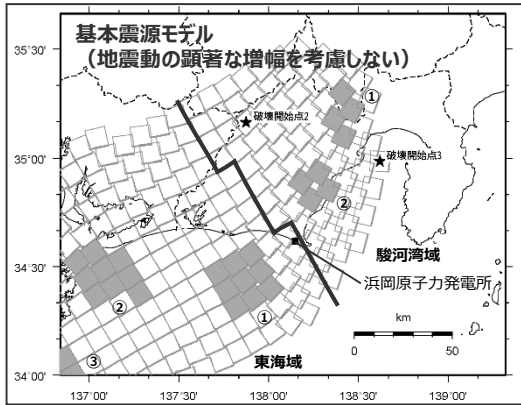 基本震源モデル
（地震動の顕著な増幅を考慮しない）
35°30'
①
破壊開始点2
35°00'
破壊開始点3
②
駿河湾域
34°30'
浜岡原子力発電所
②
①
km
③
東海域
0
50
34°00'
137°00'
137°30'
138°00'
138°30'
139°00'